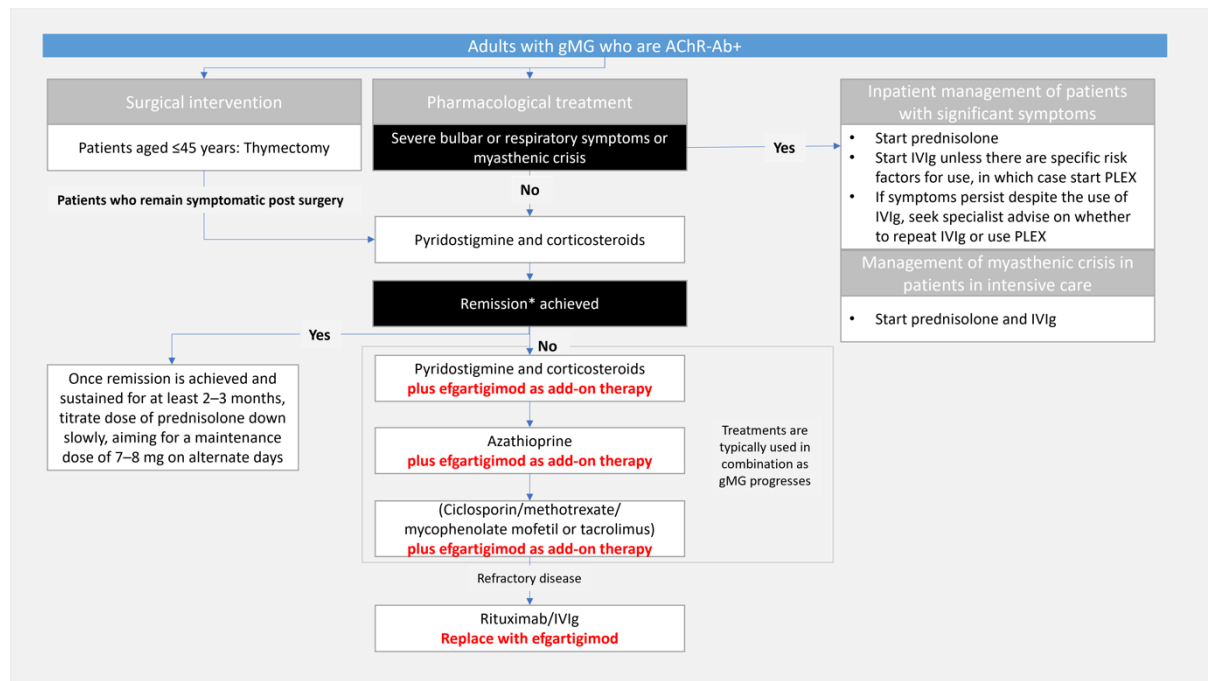 Adults with gMG who are AChR-Ab+
Surgical intervention
Patients aged ≤45 years: Thymectomy
Patients who remain symptomatic post surgery
Pharmacological treatment
Severe bulbar or respiratory symptoms or
myasthenic crisis
Yes
No
Pyridostigmine and corticosteroids
Remission* achieved
Yes
No
Once remission is achieved and
sustained for at least 2–3 months,
titrate dose of prednisolone down
slowly, aiming for a maintenance
dose of 7–8 mg on alternate days
Pyridostigmine and corticosteroids
plus efgartigimod as add-on therapy
Azathioprine
plus efgartigimod as add-on therapy
(Ciclosporin/methotrexate/
mycophenolate mofetil or tacrolimus)
plus efgartigimod as add-on therapy
Treatments are
typically used in
combination as
gMG progresses
Refractory disease
Rituximab/IVIg
Replace with efgartigimod
Inpatient management of patients
with significant symptoms
• Start prednisolone
• Start IVIg unless there are specific risk
factors for use, in which case start PLEX
• If symptoms persist despite the use of
IVIg, seek specialist advise on whether
to repeat IVIg or use PLEX
Management of myasthenic crisis in
patients in intensive care
• Start prednisolone and IVIg